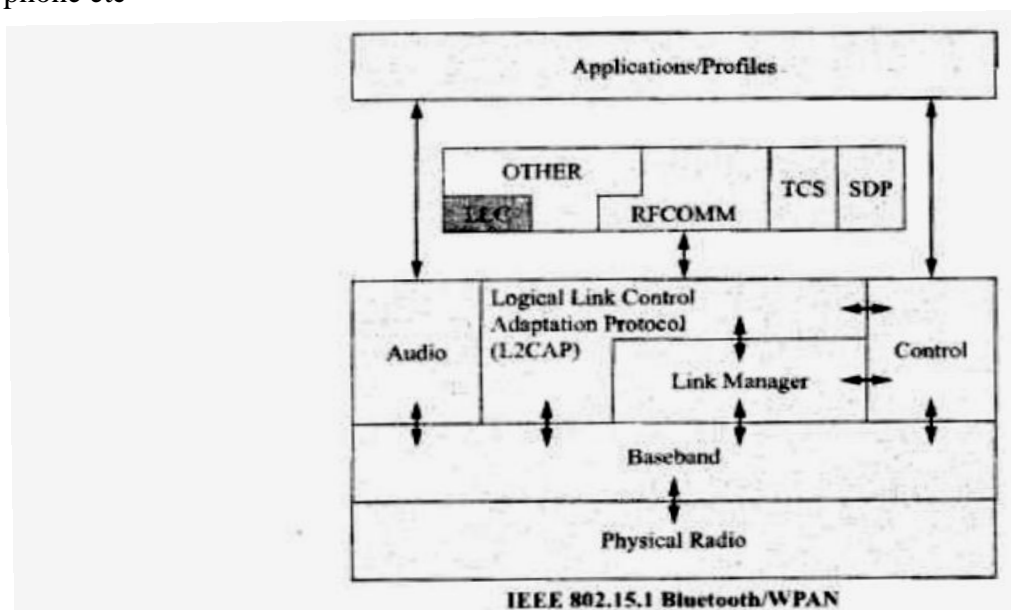 phone etc
Applications/Profiles
OTHER
LLC
RFCOMM
TCS
SDP
Logical Link Control
Adaptation Protocol
(L2CAP)
Audio
Link Manager
Control
Baseband
Physical Radio
IEEE 802.15.1 Bluetooth/WPAN